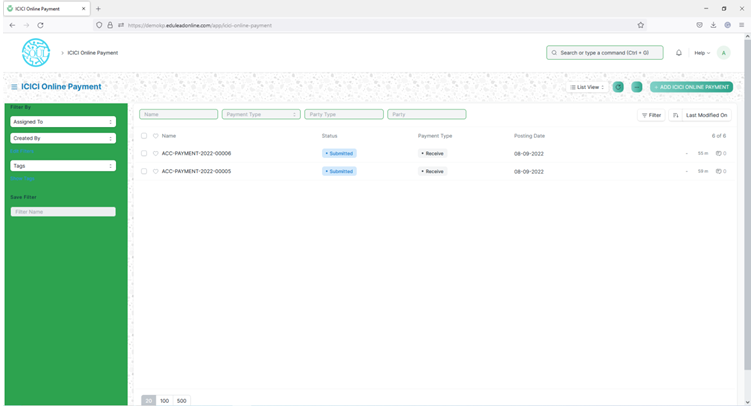 ICICI Online Payment
https://demokp.eduleadonline.com/app/icici-online-payment
ICICI Online Payment
Search or type a command (Ctrl + G)
Help
A
ICICI Online Payment
List View
+ ADD ICICI ONLINE PAYMENT
Filter By
Assigned To
Created By
Tags
Save Filter
Filter Name
Name
Payment Type
Party Type
Party
Filter
Last Modified On
Name
Status
Payment Type
Posting Date
6 of 6
ACC-PAYMENT-2022-00006
Submitted
Receive
08-09-2022
55 m
0
ACC-PAYMENT-2022-00005
Submitted
Receive
08-09-2022
0
20
100
500